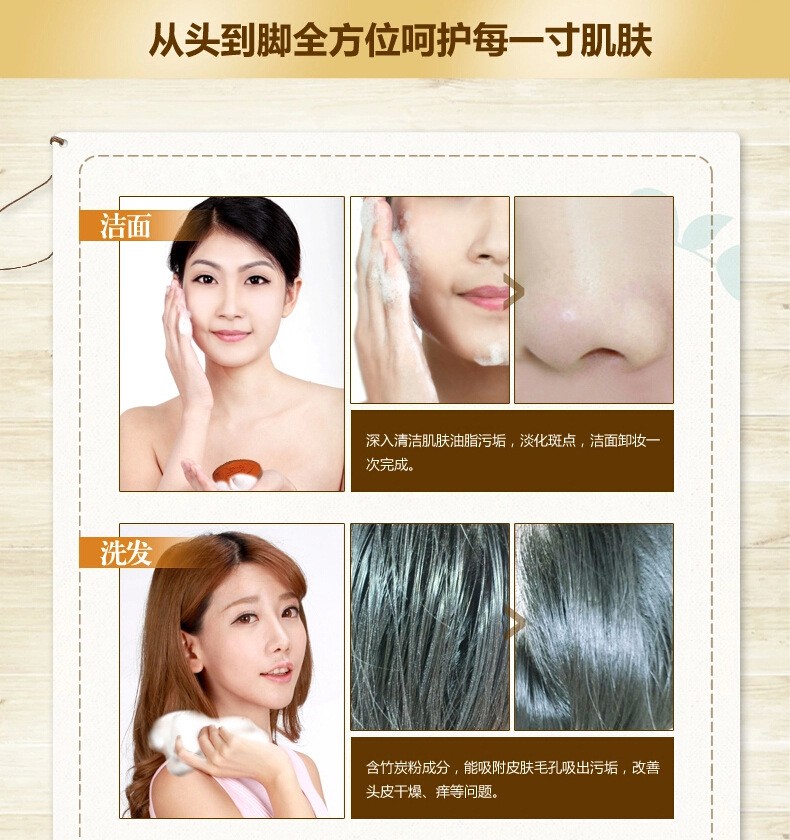 从头到脚全方位呵护每一寸肌肤
洁面
深入清洁肌肤油脂污垢，淡化斑点，洁面卸妆一
次完成。
洗发
含竹炭粉成分，能吸附皮肤毛孔吸出污垢，改善
头皮干燥、痒等问题。